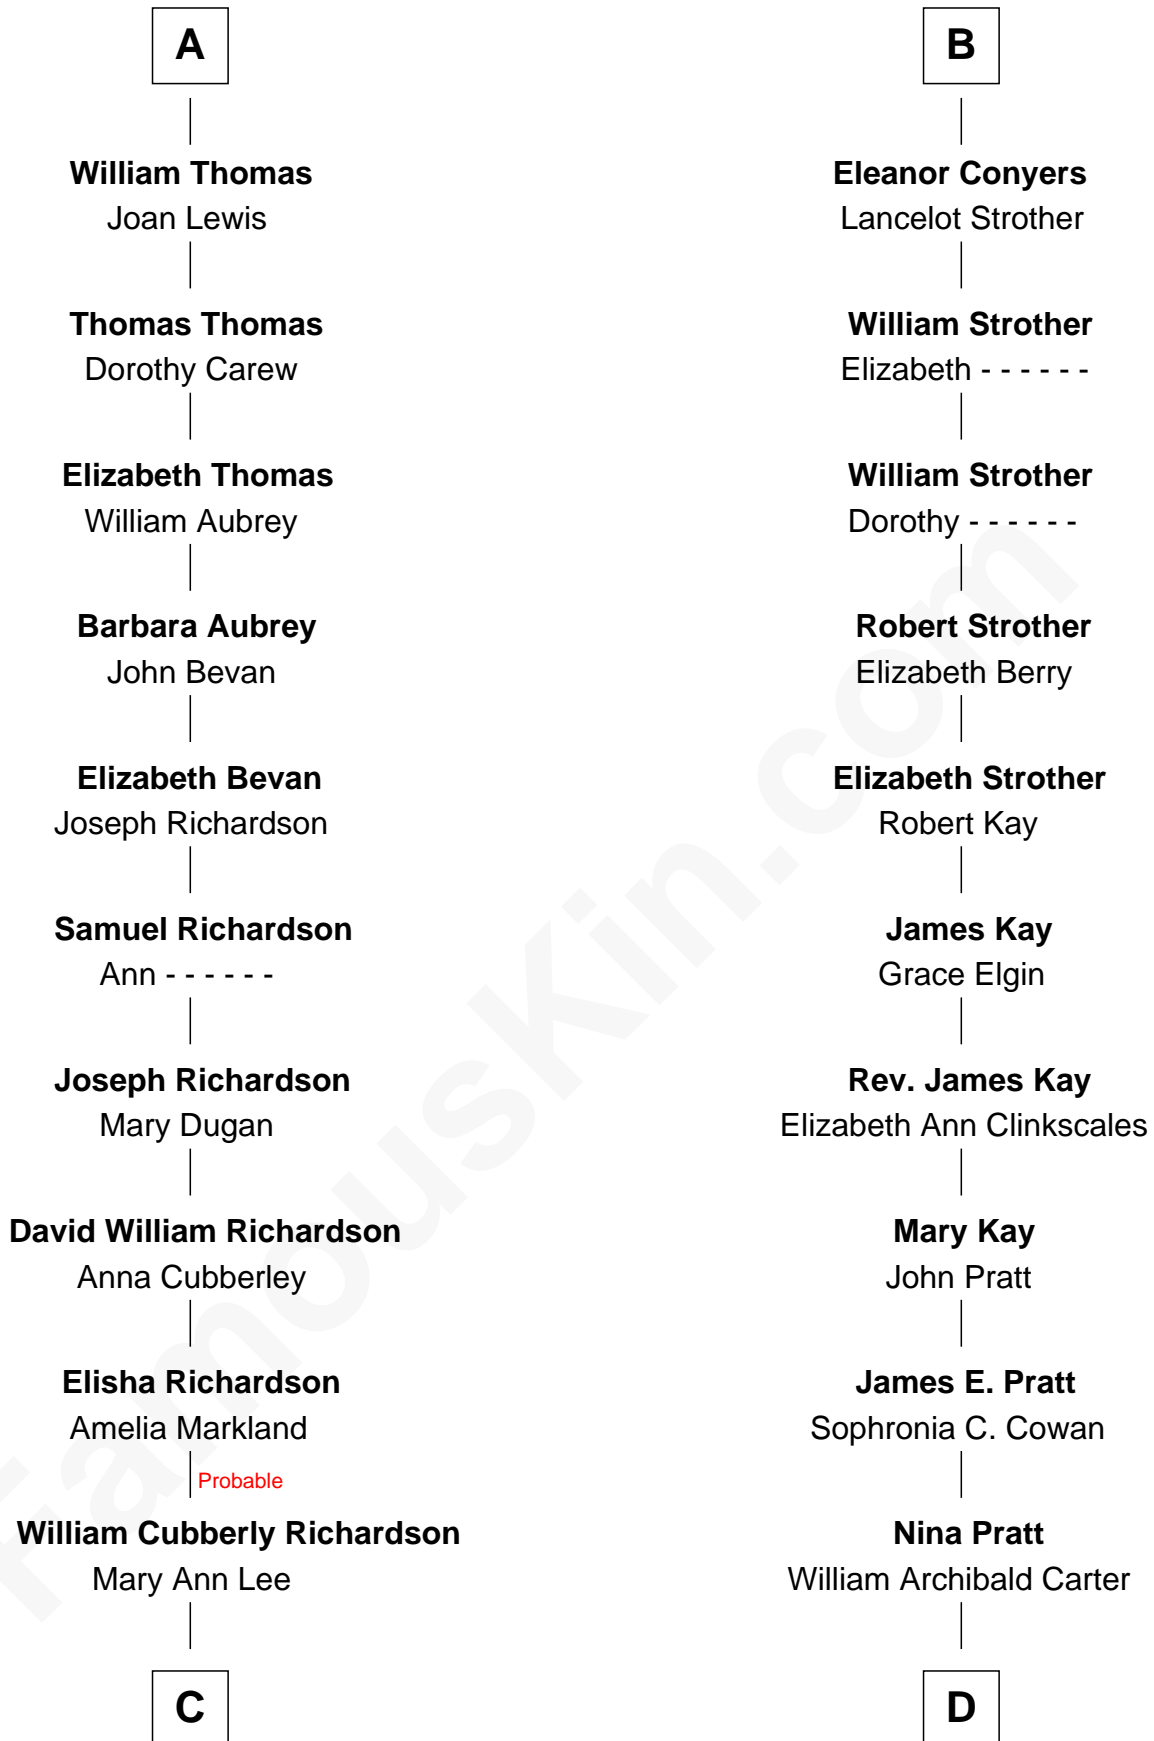 A
William Thomas
Joan Lewis
Thomas Thomas
Dorothy Carew
Elizabeth Thomas
William Aubrey
Barbara Aubrey
John Bevan
Elizabeth Bevan
Joseph Richardson
Samuel Richardson
Ann - - - - - -
Joseph Richardson
Mary Dugan
David William Richardson
Anna Cubberley
Elisha Richardson
Amelia Markland
Probable
William Cubberly Richardson
Mary Ann Lee
C
B
Eleanor Conyers
Lancelot Strother
William Strother
Elizabeth - - - - - -
William Strother
Dorothy - - - - - -
Robert Strother
Elizabeth Berry
Elizabeth Strother
Robert Kay
James Kay
Grace Elgin
Rev. James Kay
Elizabeth Ann Clinkscales
Mary Kay
John Pratt
James E. Pratt
Sophronia C. Cowan
Nina Pratt
William Archibald Carter
D
FamousKin.com